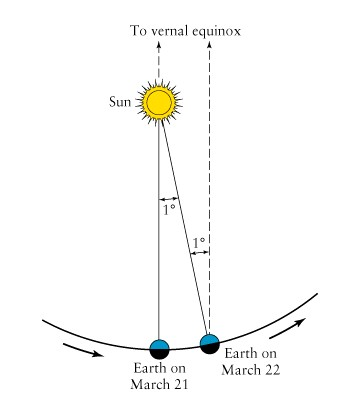 To vernal equinox
Sun
1°
1°
Earth on
March 21
Earth on
March 22